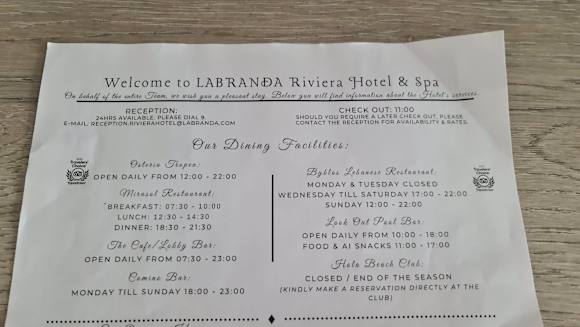 Welcome to LABRANDA Riviera Hotel & Spa
On behalf of the entire Team, we wish you a pleasant stay. Below you will find information about the Hotel's services.
RECEPTION:
24HRS AVAILABLE, PLEASE DIAL 9.
E-MAIL: RECEPTION.RIVIERAHOTEL@LABRANDA.COM
CHECK OUT: 11:00
SHOULD YOU REQUIRE A LATER CHECK OUT, PLEASE
CONTACT THE RECEPTION FOR AVAILABILITY & RATES.
Our Dining Facilities:
Osteria Tropea:
OPEN DAILY FROM 12:00 - 22:00
Mirasol Restaurant:
BREAKFAST: 07:30 - 10:00
LUNCH: 12:30 - 14:30
DINNER: 18:30 - 21:30
The Cafe/Lobby Bar:
OPEN DAILY FROM 07:30 - 23:00
Comino Bar:
MONDAY TILL SUNDAY 18:00 - 23:00
Byblos Lebanese Restaurant:
MONDAY & TUESDAY CLOSED
WEDNESDAY TILL SATURDAY 17:00 - 22:00
SUNDAY 12:00 - 22:00
Look Out Pool Bar:
OPEN DAILY FROM 10:00 - 18:00
FOOD & AI SNACKS 11:00 - 17:00
Hola Beach Club:
CLOSED / END OF THE SEASON
(KINDLY MAKE A RESERVATION DIRECTLY AT THE
CLUB)